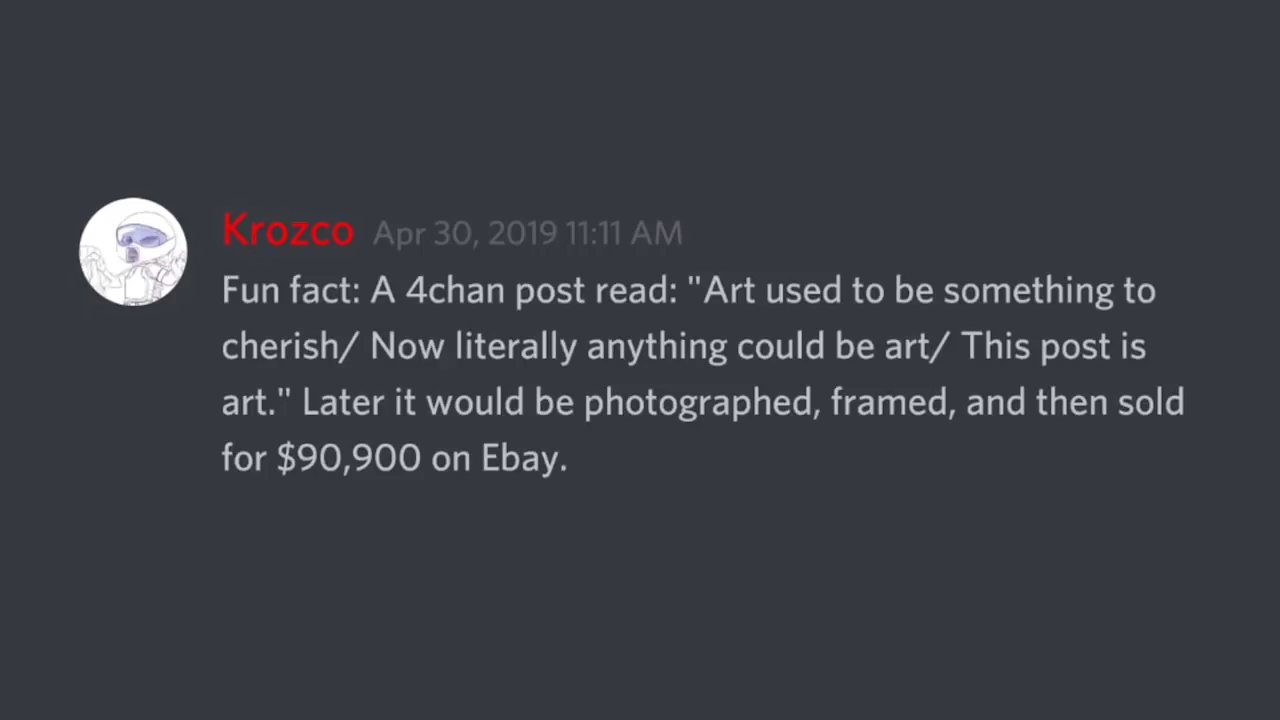 Krozco Apr 30, 2019 11:11 AM
Fun fact: A 4chan post read: "Art used to be something to
cherish/ Now literally anything could be art/ This post is
art." Later it would be photographed, framed, and then sold
for $90,900 on Ebay.